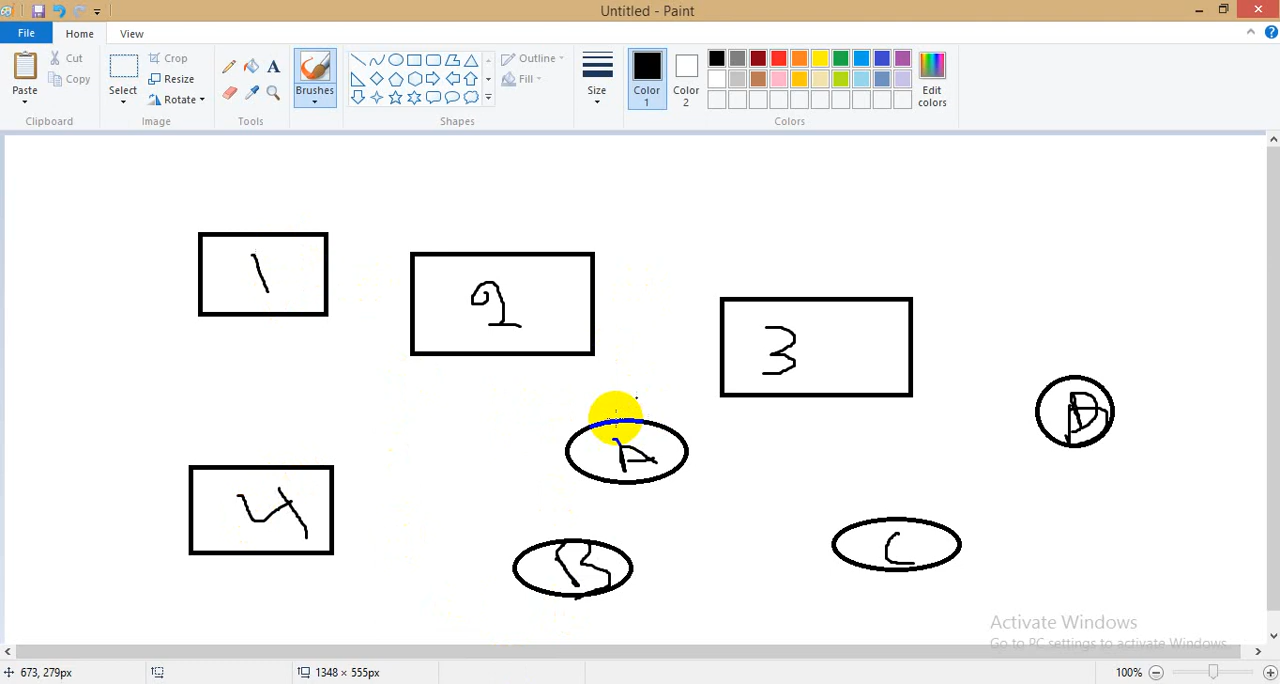 Untitled - Paint
File Home View
Paste Cut Copy Select Crop Resize Rotate Brushes Outline Fill Size Color 1 Color 2 Edit colors
Clipboard Image Tools Shapes Colors
1
2
3
A
D
4
B
C
Activate Windows
Go to PC settings to activate Windows.
673, 279px 1348 × 555px 100%